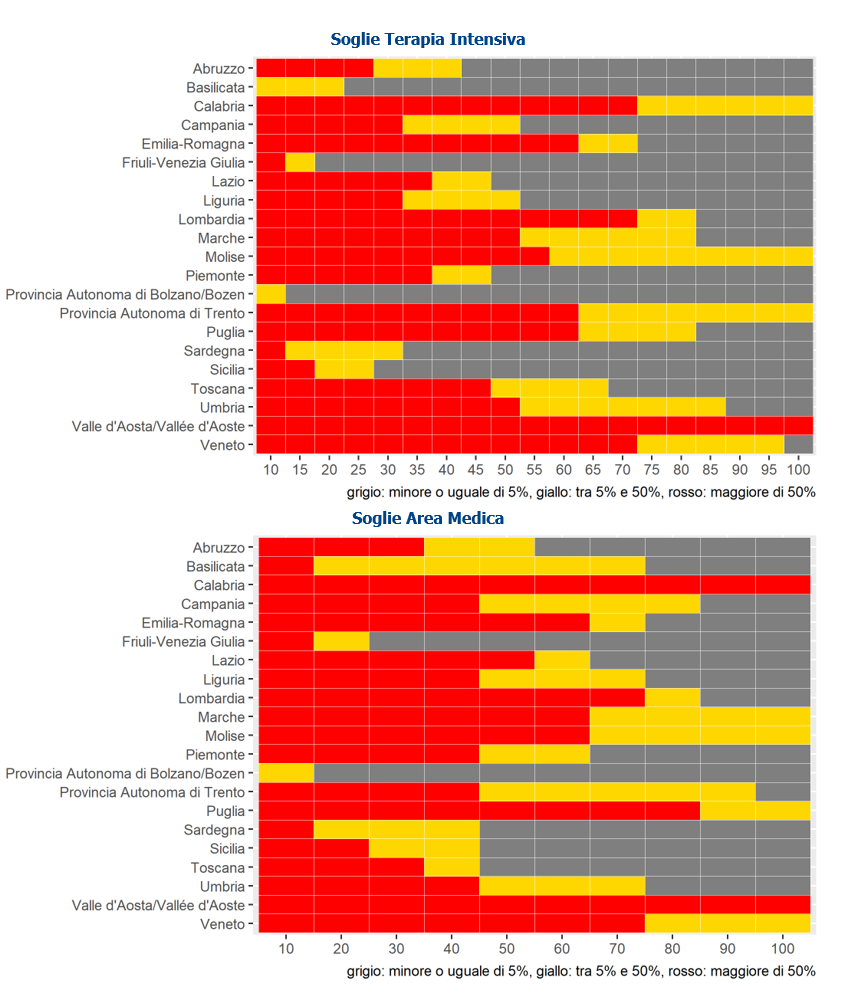 Soglie Terapia Intensiva
Abruzzo
Basilicata
Calabria
Campania
Emilia-Romagna
Friuli-Venezia Giulia
Lazio
Liguria
Lombardia
Marche
Molise
Piemonte
Provincia Autonoma di Bolzano/Bozen
Provincia Autonoma di Trento
Puglia
Sardegna
Sicilia
Toscana
Umbria
Valle d'Aosta/Vallée d'Aoste
Veneto
10 15 20 25 30 35 40 45 50 55 60 65 70 75 80 85 90 95 100
grigio: minore o uguale di 5%, giallo: tra 5% e 50%, rosso: maggiore di 50%
Soglie Area Medica
Abruzzo
Basilicata
Calabria
Campania
Emilia-Romagna
Friuli-Venezia Giulia
Lazio
Liguria
Lombardia
Marche
Molise
Piemonte
Provincia Autonoma di Bolzano/Bozen
Provincia Autonoma di Trento
Puglia
Sardegna
Sicilia
Toscana
Umbria
Valle d'Aosta/Vallée d'Aoste
Veneto
10 20 30 40 50 60 70 80 90 100
grigio: minore o uguale di 5%, giallo: tra 5% e 50%, rosso: maggiore di 50%